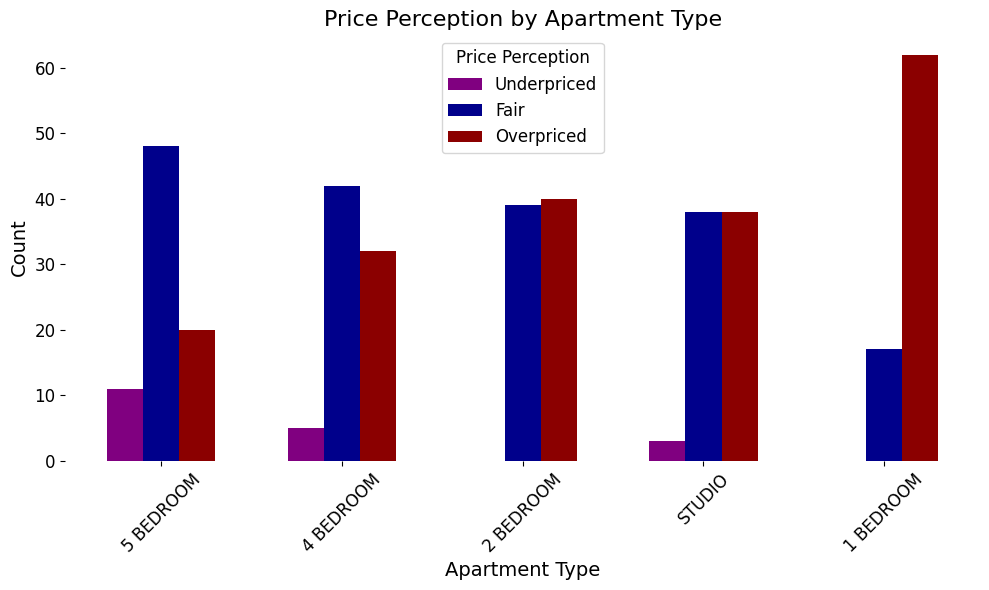 Price Perception by Apartment Type
Price Perception
Underpriced
Fair
Overpriced
Count
60
50
40
30
20
10
0
5 BEDROOM
4 BEDROOM
2 BEDROOM
STUDIO
1 BEDROOM
Apartment Type